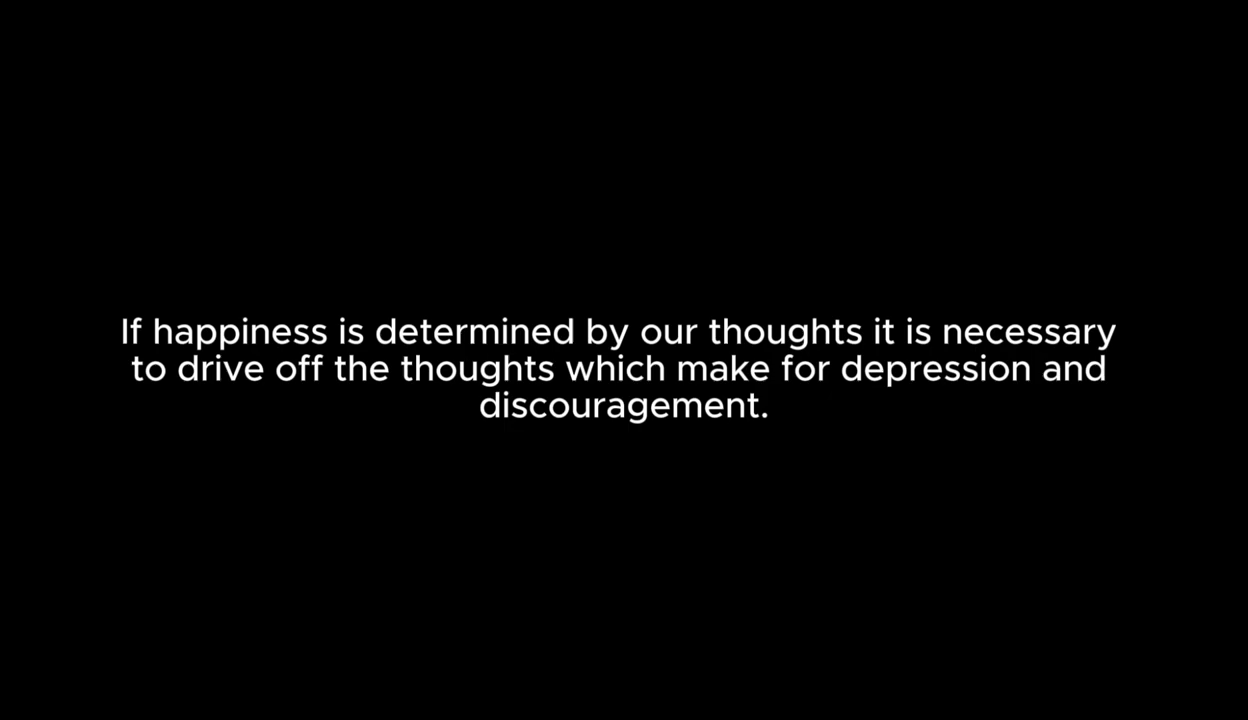 If happiness is determined by our thoughts it is necessary
to drive off the thoughts which make for depression and
discouragement.